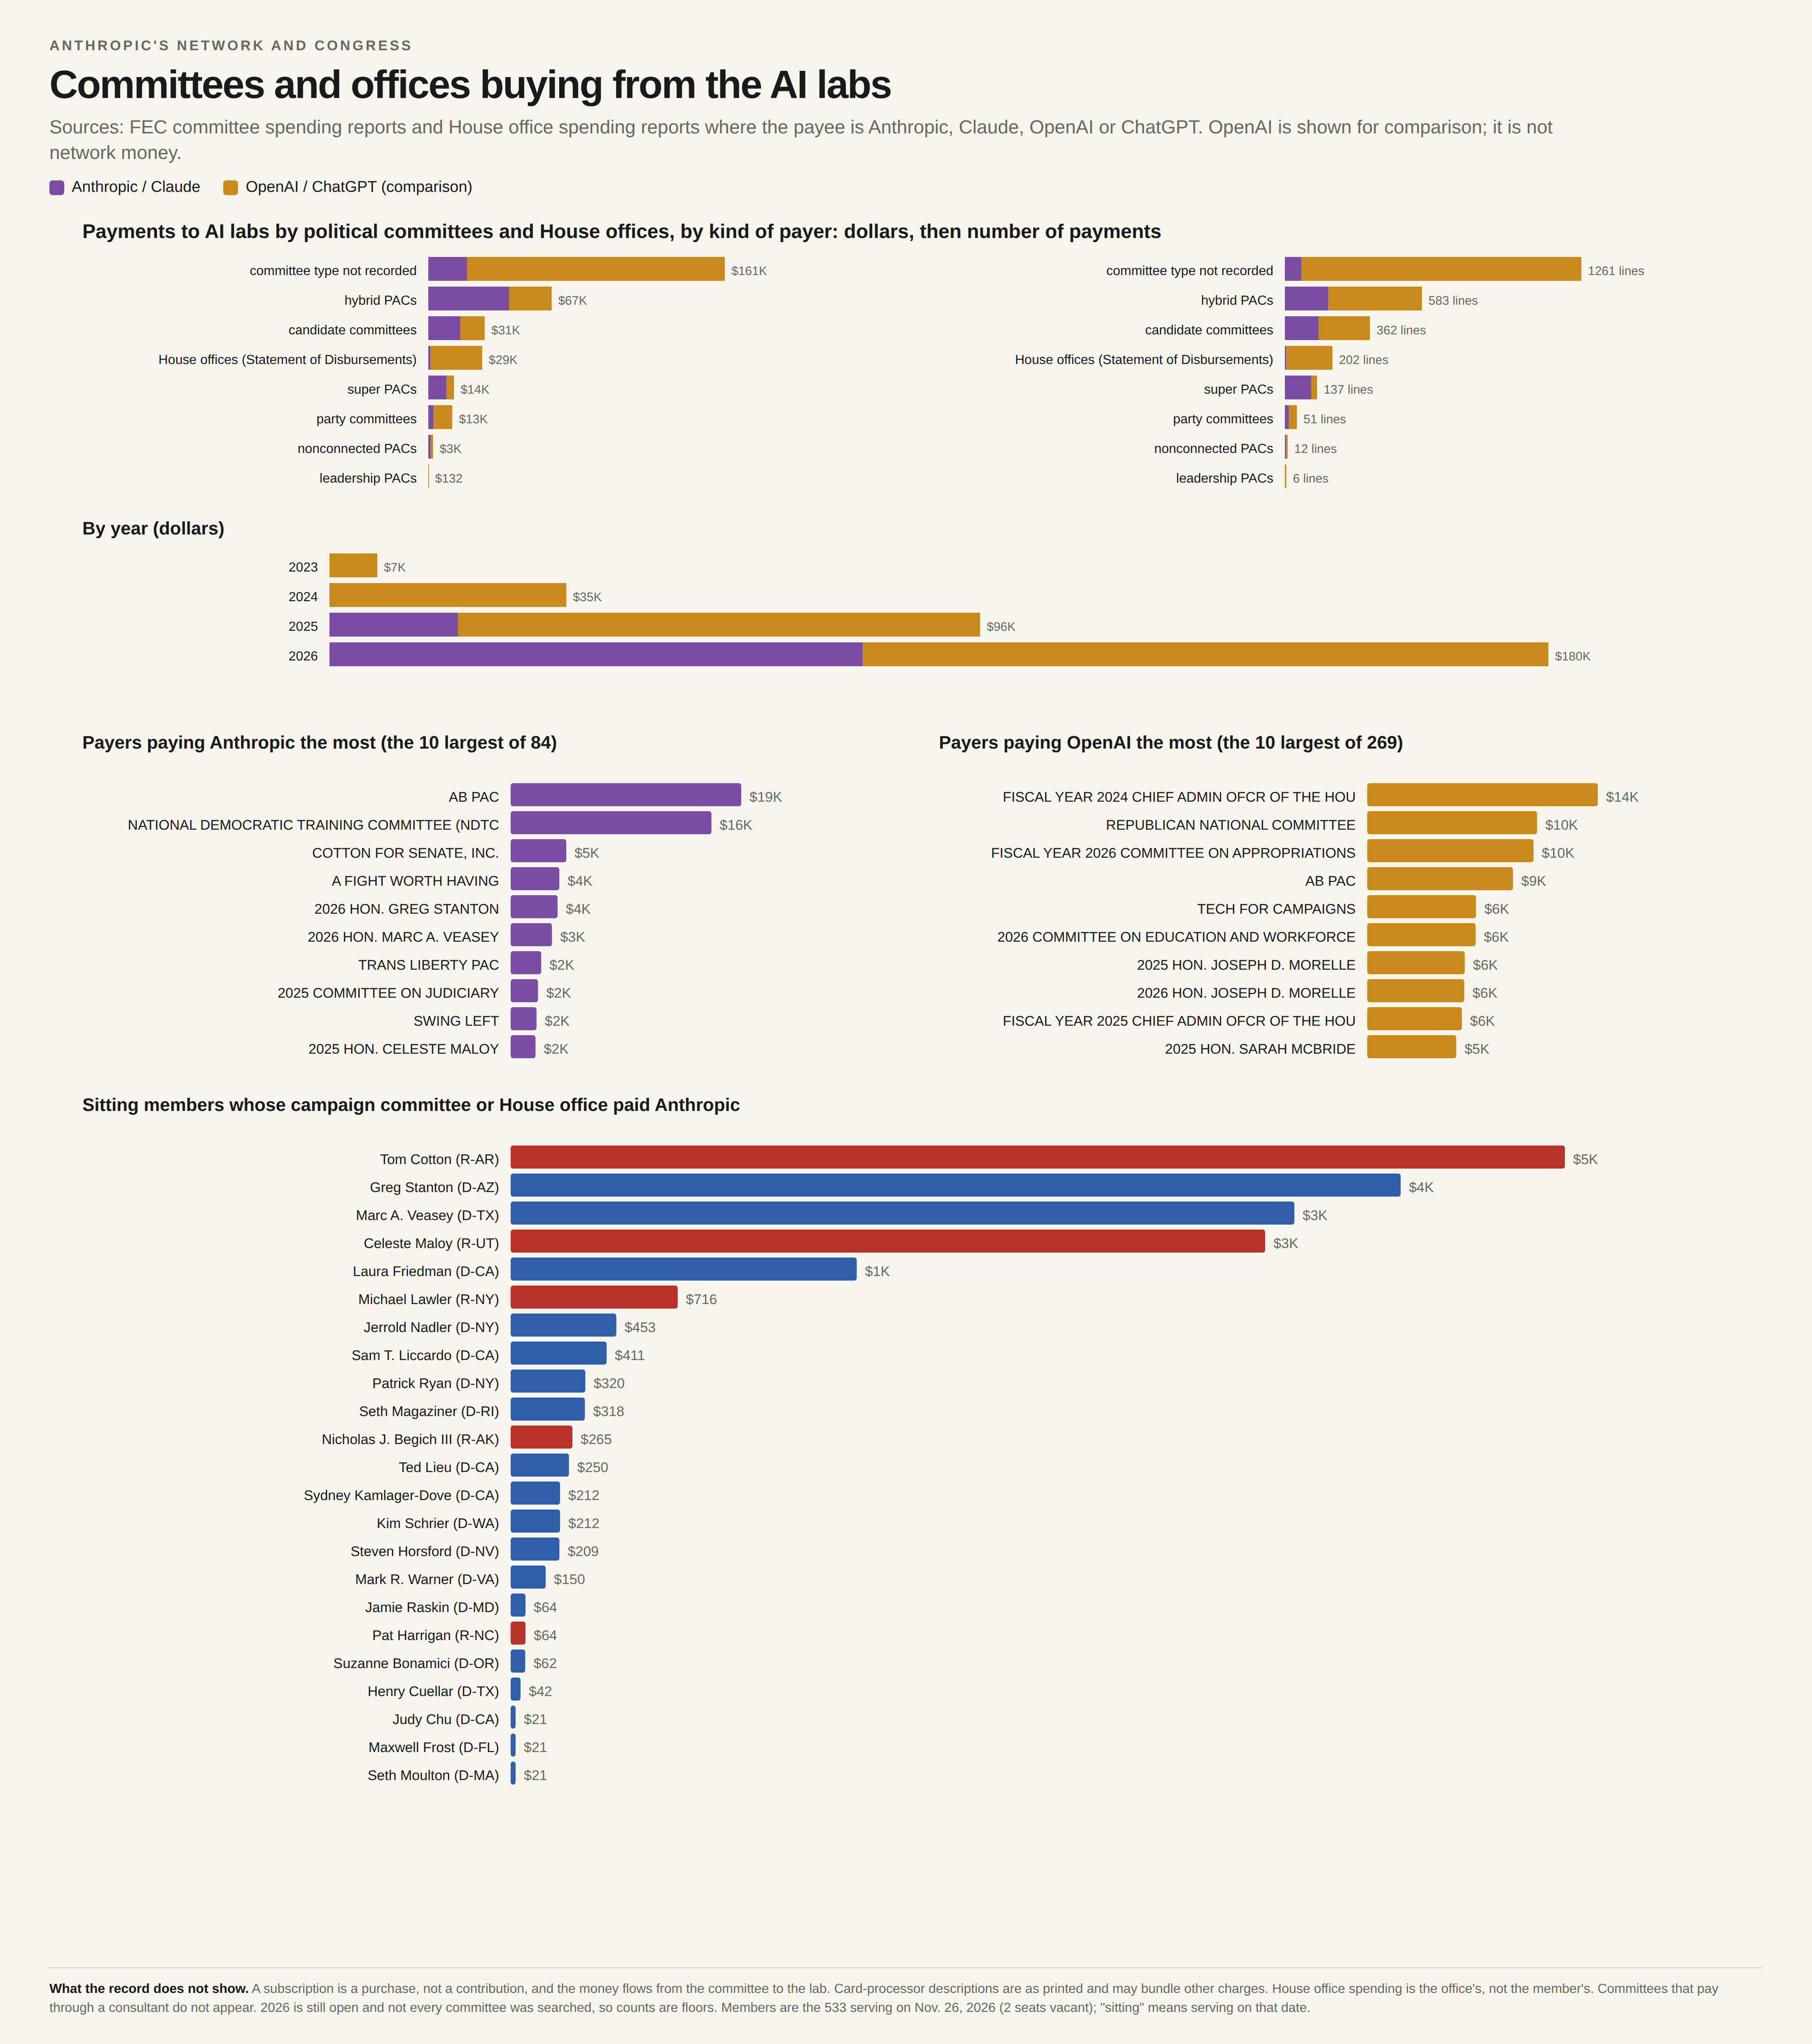 ANTHROPIC'S NETWORK AND CONGRESS
Committees and offices buying from the AI labs
Sources: FEC committee spending reports and House office spending reports where the payee is Anthropic, Claude, OpenAI or ChatGPT. OpenAI is shown for comparison; it is not
network money.
Anthropic / Claude
OpenAI / ChatGPT (comparison)
Payments to AI labs by political committees and House offices, by kind of payer: dollars, then number of payments
committee type not recorded $161K
hybrid PACs $67K
candidate committees $31K
House offices (Statement of Disbursements) $29K
super PACs $14K
party committees $13K
nonconnected PACs $3K
leadership PACs $132
committee type not recorded 1261 lines
hybrid PACs 583 lines
candidate committees 362 lines
House offices (Statement of Disbursements) 202 lines
super PACs 137 lines
party committees 51 lines
nonconnected PACs 12 lines
leadership PACs 6 lines
By year (dollars)
2023 $7K
2024 $35K
2025 $96K
2026 $180K
Payers paying Anthropic the most (the 10 largest of 84)
AB PAC $19K
NATIONAL DEMOCRATIC TRAINING COMMITTEE (NDTC $16K
COTTON FOR SENATE, INC. $5K
A FIGHT WORTH HAVING $4K
2026 HON. GREG STANTON $4K
2026 HON. MARC A. VEASEY $3K
TRANS LIBERTY PAC $2K
2025 COMMITTEE ON JUDICIARY $2K
SWING LEFT $2K
2025 HON. CELESTE MALOY $2K
Payers paying OpenAI the most (the 10 largest of 269)
FISCAL YEAR 2024 CHIEF ADMIN OFCR OF THE HOU $14K
REPUBLICAN NATIONAL COMMITTEE $10K
FISCAL YEAR 2026 COMMITTEE ON APPROPRIATIONS $10K
AB PAC $9K
TECH FOR CAMPAIGNS $6K
2026 COMMITTEE ON EDUCATION AND WORKFORCE $6K
2025 HON. JOSEPH D. MORELLE $6K
2026 HON. JOSEPH D. MORELLE $6K
FISCAL YEAR 2025 CHIEF ADMIN OFCR OF THE HOU $6K
2025 HON. SARAH MCBRIDE $5K
Sitting members whose campaign committee or House office paid Anthropic
Tom Cotton (R-AR) $5K
Greg Stanton (D-AZ) $4K
Marc A. Veasey (D-TX) $3K
Celeste Maloy (R-UT) $3K
Laura Friedman (D-CA) $1K
Michael Lawler (R-NY) $716
Jerrold Nadler (D-NY) $453
Sam T. Liccardo (D-CA) $411
Patrick Ryan (D-NY) $320
Seth Magaziner (D-RI) $318
Nicholas J. Begich III (R-AK) $265
Ted Lieu (D-CA) $250
Sydney Kamlager-Dove (D-CA) $212
Kim Schrier (D-WA) $212
Steven Horsford (D-NV) $209
Mark R. Warner (D-VA) $150
Jamie Raskin (D-MD) $64
Pat Harrigan (R-NC) $64
Suzanne Bonamici (D-OR) $62
Henry Cuellar (D-TX) $42
Judy Chu (D-CA) $21
Maxwell Frost (D-FL) $21
Seth Moulton (D-MA) $21
What the record does not show. A subscription is a purchase, not a contribution, and the money flows from the committee to the lab. Card-processor descriptions are as printed and may bundle other charges. House office spending is the office's, not the member's. Committees that pay
through a consultant do not appear. 2026 is still open and not every committee was searched, so counts are floors. Members are the 533 serving on Nov. 26, 2026 (2 seats vacant); "sitting" means serving on that date.